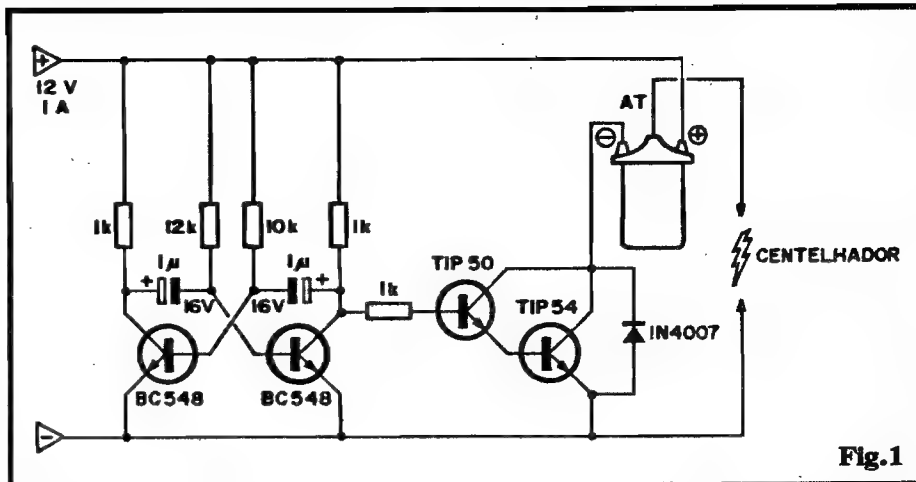 +
12 V
1 A
1k
12k
10k
1k
+
1µ
16V
1µ
16V
+
1k
BC548
BC548
TIP 50
TIP 54
1N4007
AT
−
+
CENTELHADOR
−
Fig.1